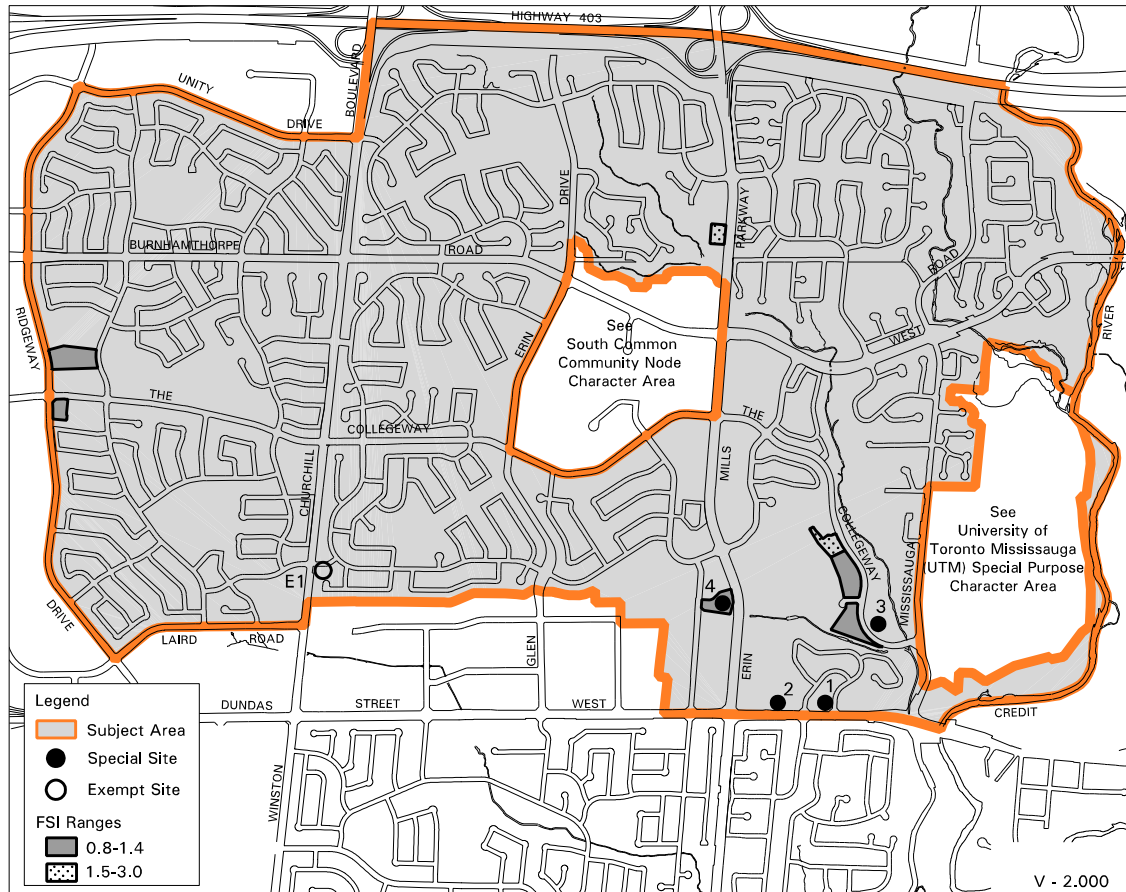 HIGHWAY 403
UNITY
DRIVE
BOULEVARD
DRIVE
PARKWAY
BURNHAMTHORPE
ROAD
ROAD
RIDGEWAY
ERIN
WEST
RIVER
See
South Common
Community Node
Character Area
THE
COLLEGEWAY
THE
MILLS
CHURCHILL
COLLEGEWAY
See
University of
Toronto Mississauga
(UTM) Special Purpose
Character Area
MISSISSAUGA
E1
4
3
DRIVE
LAIRD
ROAD
GLEN
ERIN
2
1
DUNDAS
STREET
WEST
CREDIT
WINSTON
Legend
Subject Area
Special Site
Exempt Site
FSI Ranges
0.8-1.4
1.5-3.0
V - 2.000